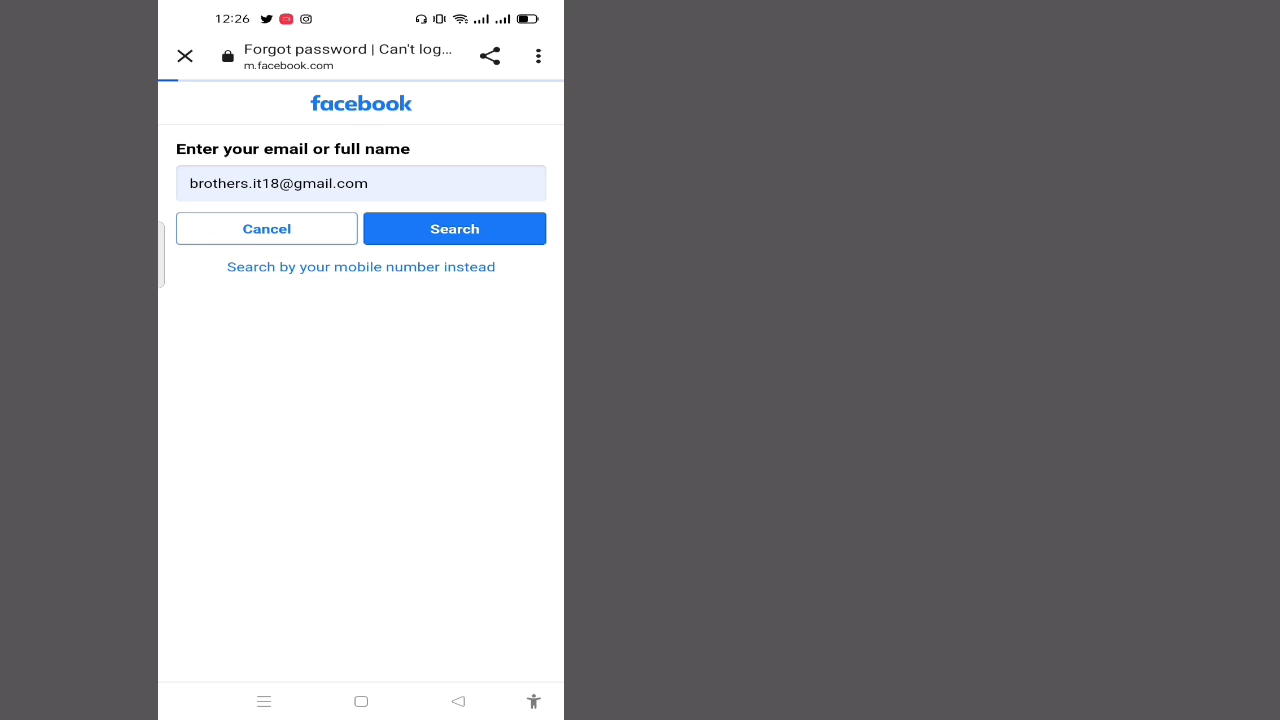 12:26
Forgot password | Can't log...
m.facebook.com
facebook
Enter your email or full name
brothers.it18@gmail.com
Cancel Search
Search by your mobile number instead